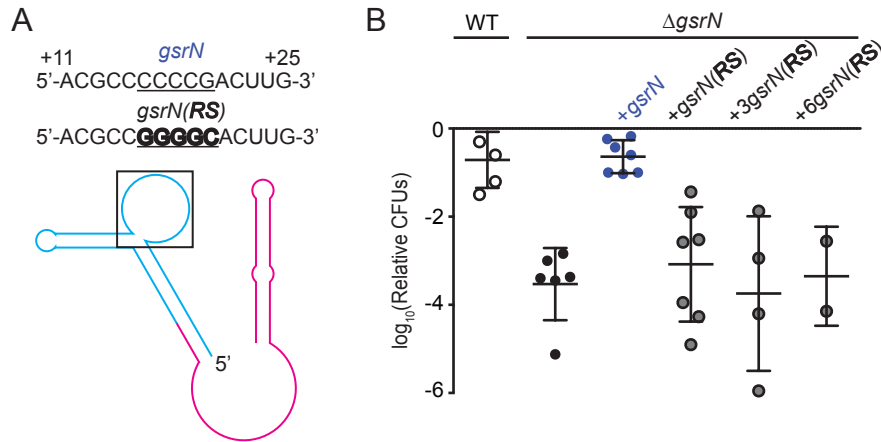 A
+11 gsrN +25
5'-ACGCCCCCCGACUUG-3'
gsrN(RS)
5'-ACGCCGGGGCACUUG-3'
5'
B
WT ΔgsrN
+gsrN
+gsrN(RS)
+3gsrN(RS)
+6gsrN(RS)
log10(Relative CFUs)
0
-2
-4
-6